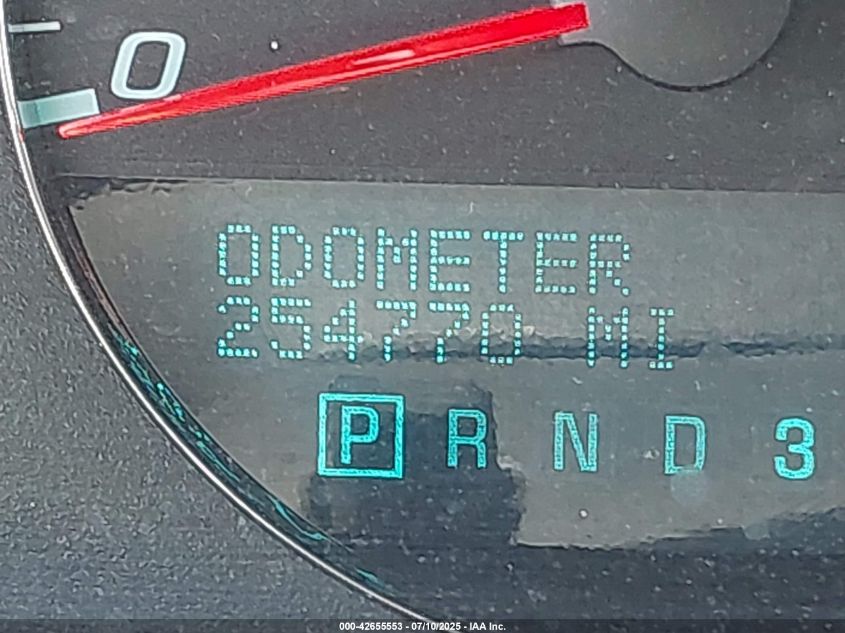 0
ODOMETER
254770 MI
P R N D 3
000-42655553 - 07/10/2025 - IAA Inc.